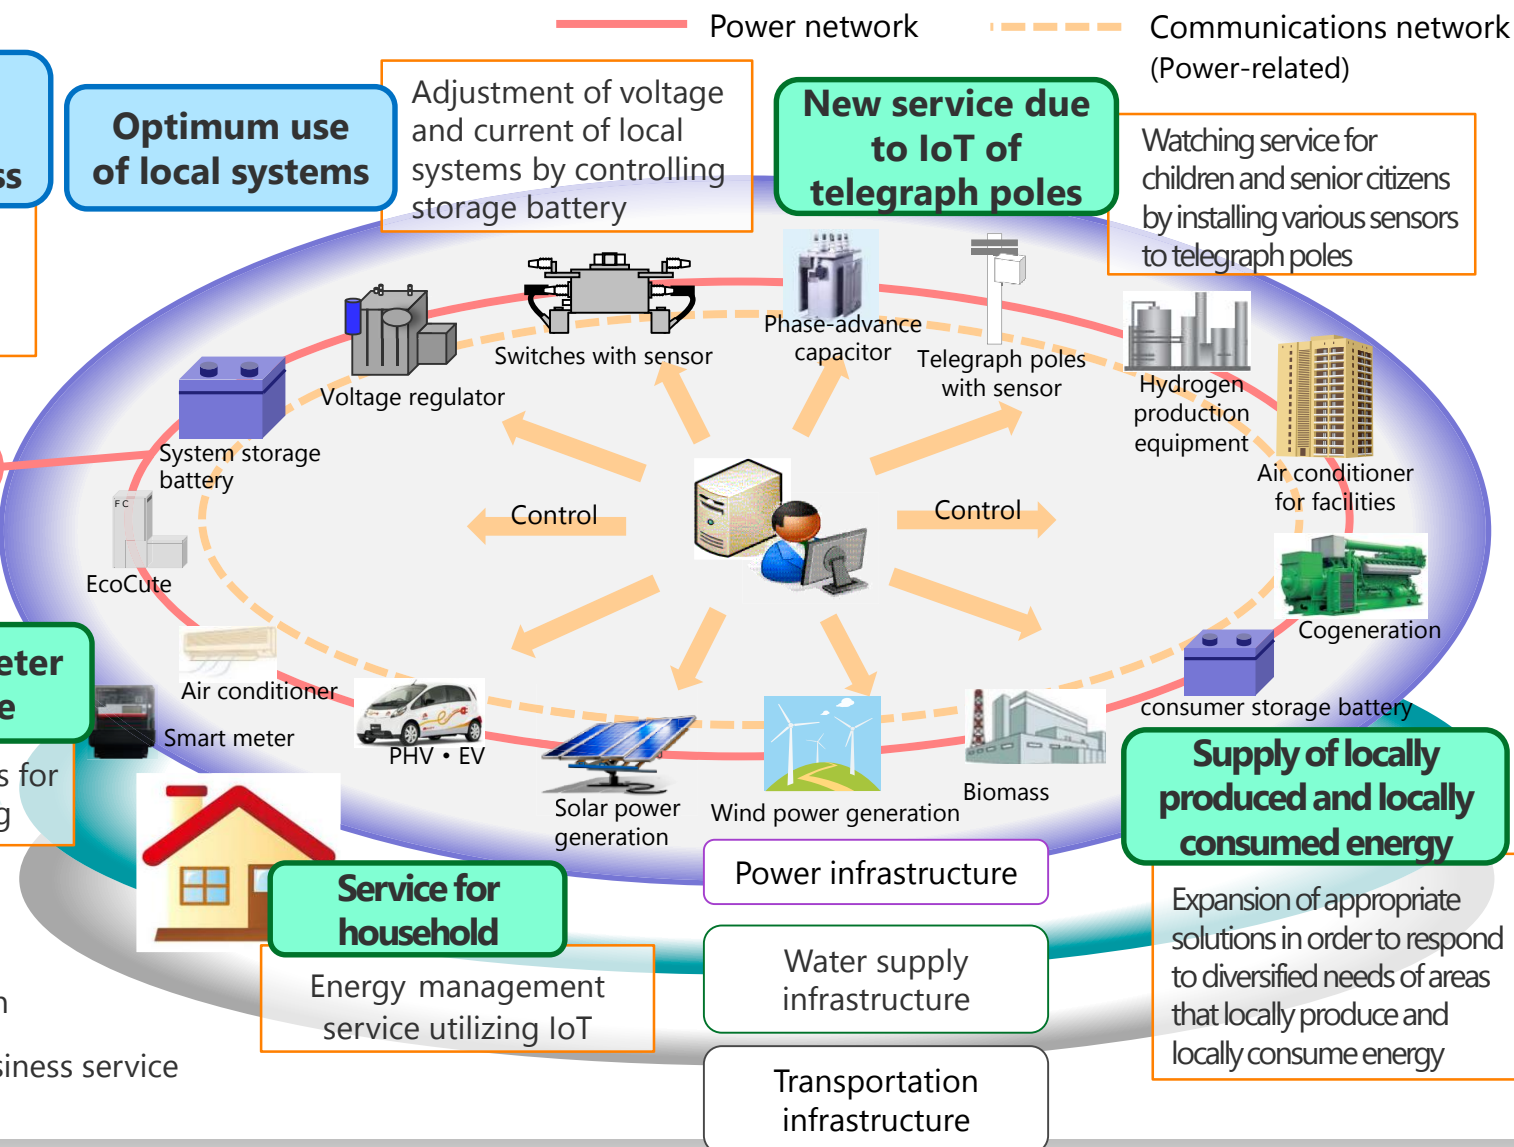 Power network
Communications network
(Power-related)
ss
Optimum use
of local systems
Adjustment of voltage
and current of local
systems by controlling
storage battery
New service due
to IoT of
telegraph poles
Watching service for
children and senior citizens
by installing various sensors
to telegraph poles
Switches with sensor
Phase-advance
capacitor
Telegraph poles
with sensor
Hydrogen
production
equipment
Voltage regulator
System storage
battery
Air conditioner
for facilities
Control
Control
FC
EcoCute
Cogeneration
eter
e
Air conditioner
consumer storage battery
Smart meter
PHV・EV
Solar power
generation
Wind power generation
Biomass
s for
g
Supply of locally
produced and locally
consumed energy
Power infrastructure
Service for
household
Expansion of appropriate
solutions in order to respond
to diversified needs of areas
that locally produce and
locally consume energy
Water supply
infrastructure
Energy management
service utilizing IoT
n
siness service
Transportation
infrastructure